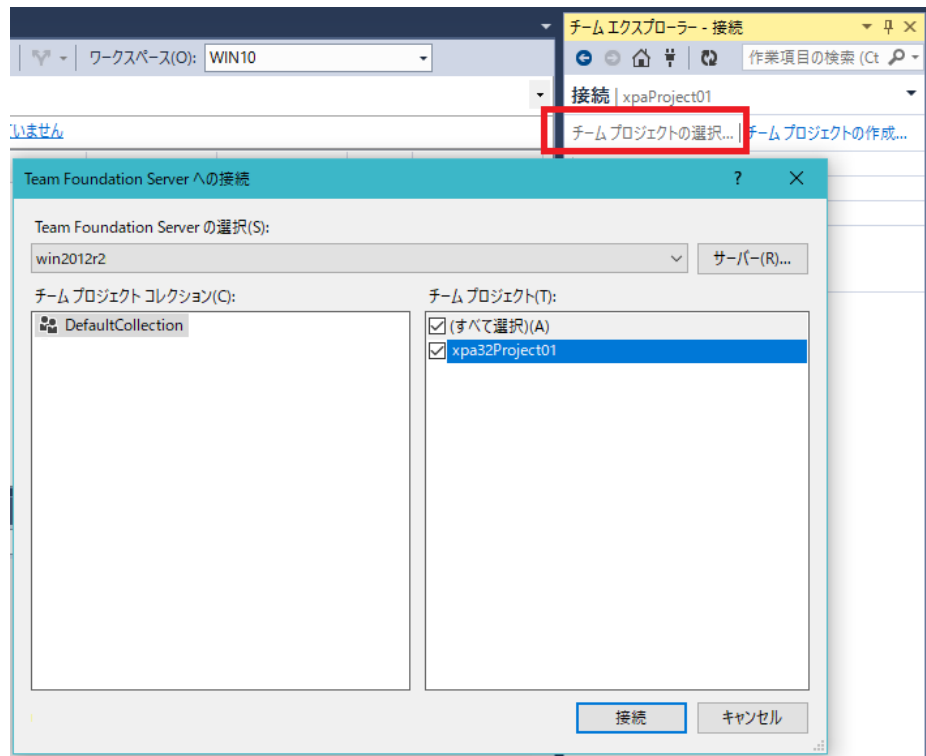 チーム エクスプローラー - 接続
ワークスペース(O): WIN10
作業項目の検索 (Ct
接続 | xpaProject01
いません
チーム プロジェクトの選択... | チーム プロジェクトの作成...
Team Foundation Server への接続 ?
Team Foundation Server の選択(S):
win2012r2
サーバー(R)...
チーム プロジェクト コレクション(C):
チーム プロジェクト(T):
DefaultCollection
(すべて選択)(A)
xpa32Project01
接続
キャンセル